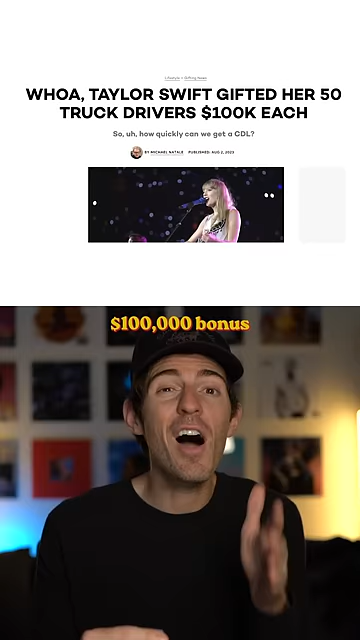 Lifestyle > Strong News
WHOA, TAYLOR SWIFT GIFTED HER 50
TRUCK DRIVERS $100K EACH
So, uh, how quickly can we get a CDL?
BY MICHAEL NATALE PUBLISHED: AUG 2, 2023
$100,000 bonus